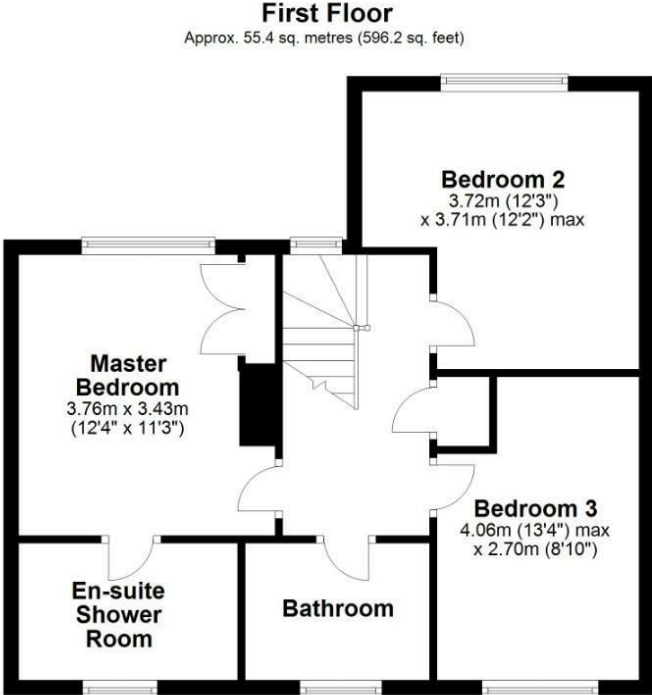 First Floor
Approx. 55.4 sq. metres (596.2 sq. feet)
Bedroom 2
3.72m (12'3")
x 3.71m (12'2") max
Master
Bedroom
3.76m x 3.43m
(12'4" x 11'3")
Bedroom 3
4.06m (13'4") max
x 2.70m (8'10")
En-suite
Shower
Room
Bathroom